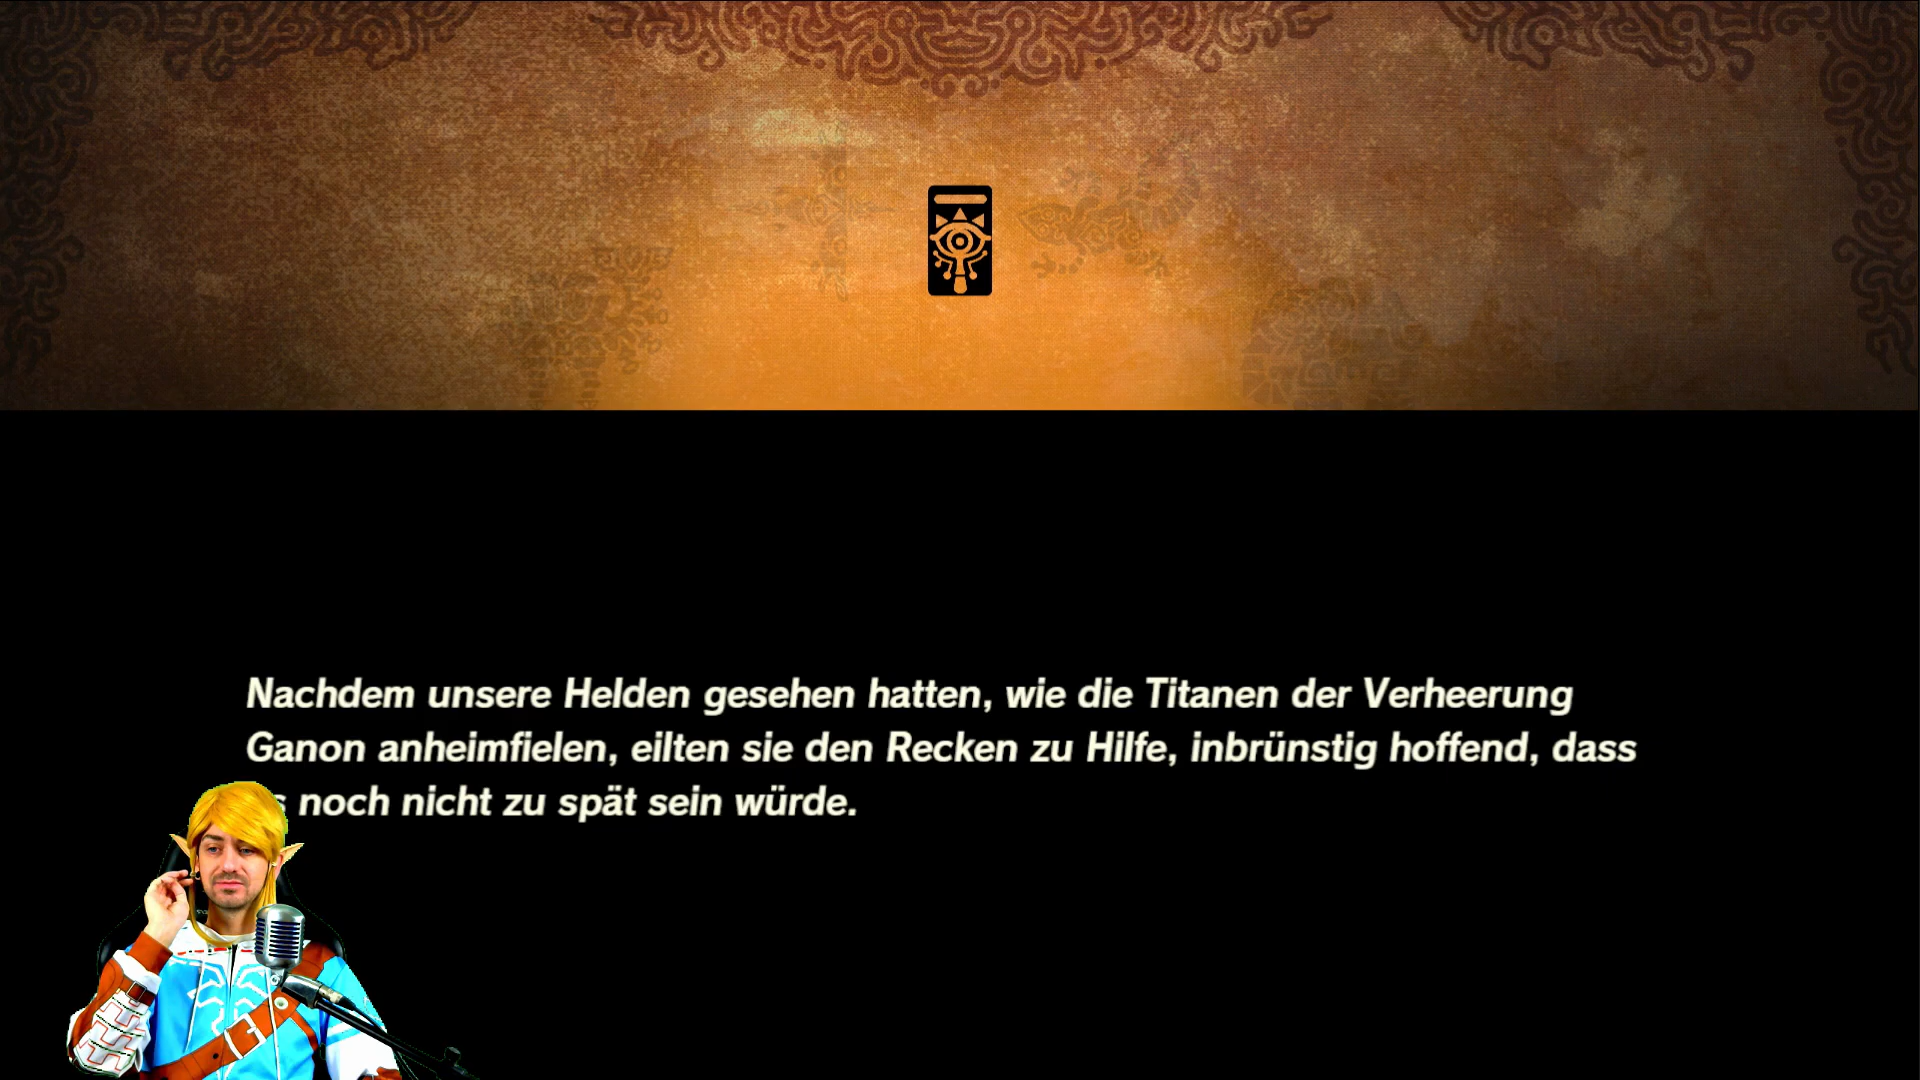 Nachdem unsere Helden gesehen hatten, wie die Titanen der Verheerung
Ganon anheimfielen, eilten sie den Recken zu Hilfe, inbrünstig hoffend, dass
noch nicht zu spät sein würde.